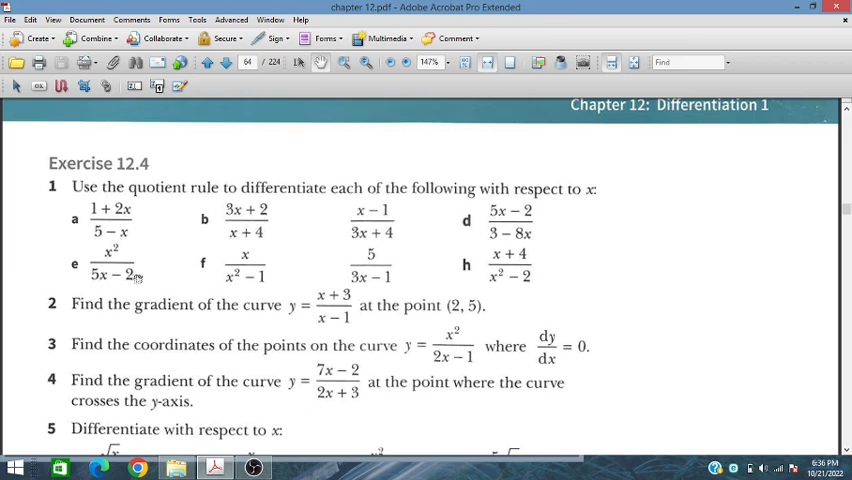 chapter 12.pdf - Adobe Acrobat Pro Extended
File Edit View Document Comments Forms Tools Advanced Window Help
Create Combine Collaborate Secure Sign Forms Multimedia Comment
64 / 224 147% Find
Chapter 12: Differentiation 1
Exercise 12.4
1 Use the quotient rule to differentiate each of the following with respect to x:
a (1 + 2x)/(5 − x) b (3x + 2)/(x + 4) (x − 1)/(3x + 4) d (5x − 2)/(3 − 8x)
e x²/(5x − 2) f x/(x² − 1) 5/(3x − 1) h (x + 4)/(x² − 2)
2 Find the gradient of the curve y = (x + 3)/(x − 1) at the point (2, 5).
3 Find the coordinates of the points on the curve y = x²/(2x − 1) where dy/dx = 0.
4 Find the gradient of the curve y = (7x − 2)/(2x + 3) at the point where the curve
crosses the y-axis.
5 Differentiate with respect to x:
6:36 PM
10/21/2022